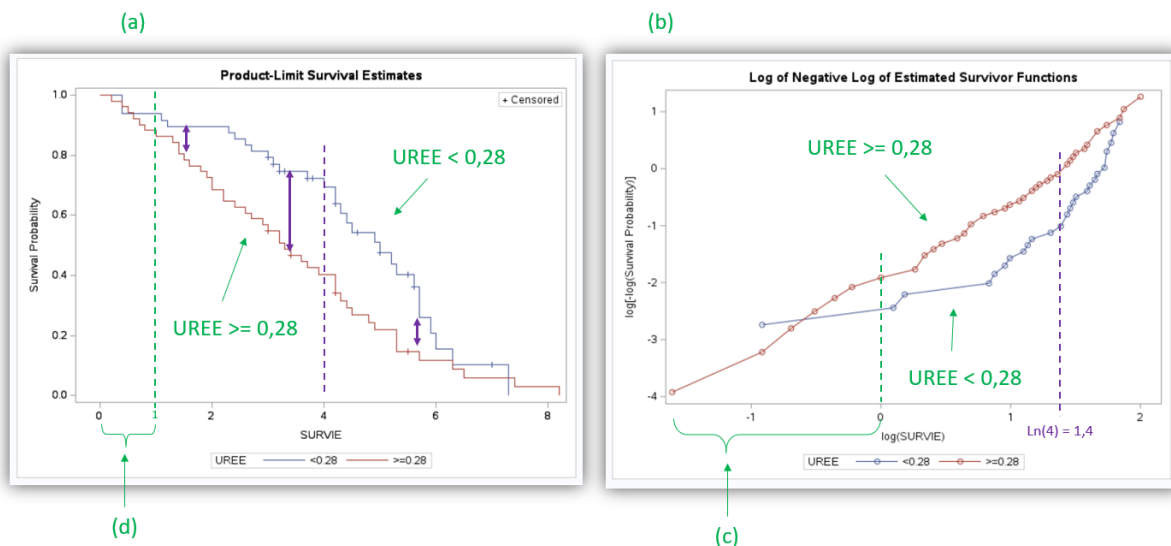 (a)
(b)
Product-Limit Survival Estimates
+ Censored
1.0
0.8
0.6
0.4
0.2
0.0
Survival Probability
UREE < 0,28
UREE >= 0,28
0
1
2
4
6
8
SURVIE
UREE <0.28 >=0.28
(d)
Log of Negative Log of Estimated Survivor Functions
1
0
-1
-2
-3
-4
log[-log(Survival Probability)]
UREE >= 0,28
UREE < 0,28
-1
0
1
2
Ln(4) = 1,4
log(SURVIE)
UREE <0.28 >=0.28
(c)